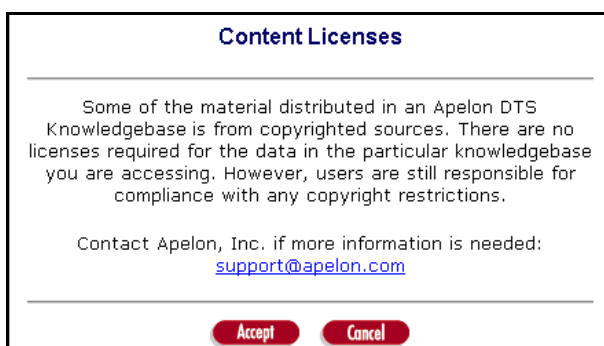 Content Licenses
Some of the material distributed in an Apelon DTS
Knowledgebase is from copyrighted sources. There are no
licenses required for the data in the particular knowledgebase
you are accessing. However, users are still responsible for
compliance with any copyright restrictions.
Contact Apelon, Inc. if more information is needed:
support@apelon.com
Accept Cancel